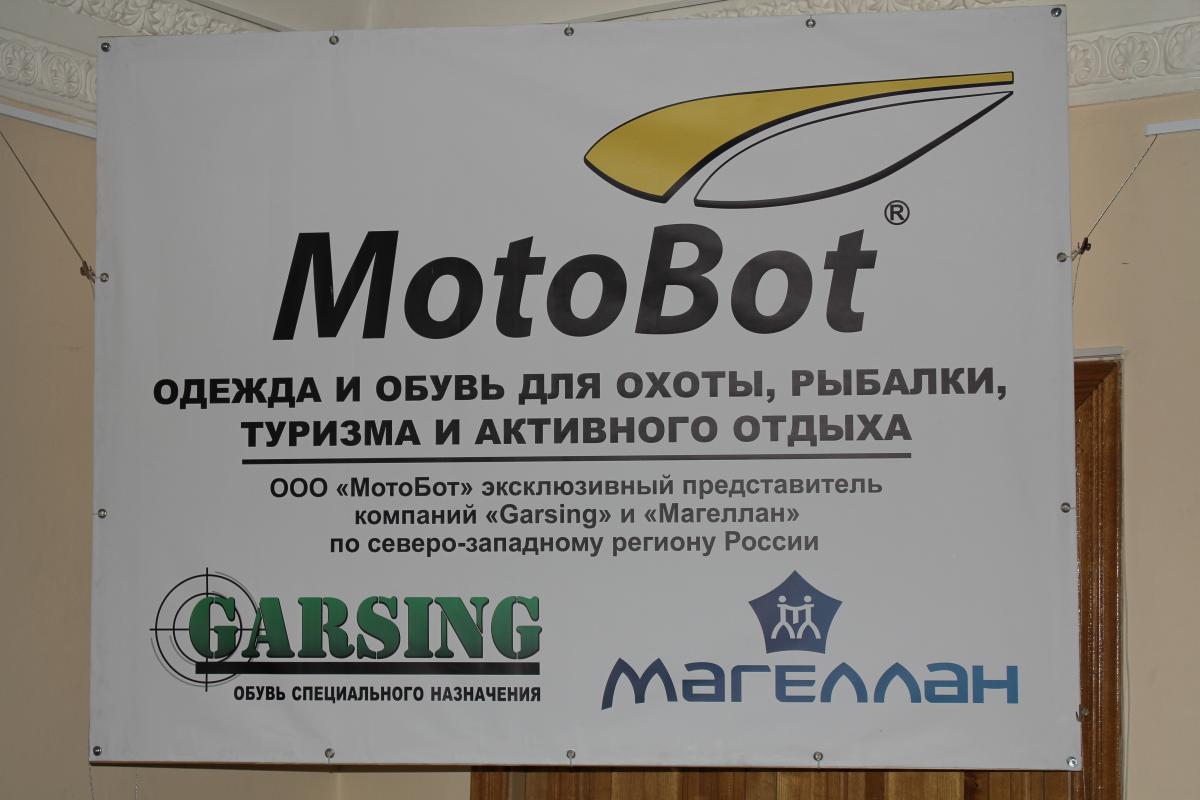 MotoBot®
ОДЕЖДА И ОБУВЬ ДЛЯ ОХОТЫ, РЫБАЛКИ,
ТУРИЗМА И АКТИВНОГО ОТДЫХА
ООО «МотоБот» эксклюзивный представитель
компаний «Garsing» и «Магеллан»
по северо-западному региону России
GARSING
ОБУВЬ СПЕЦИАЛЬНОГО НАЗНАЧЕНИЯ
Магеллан